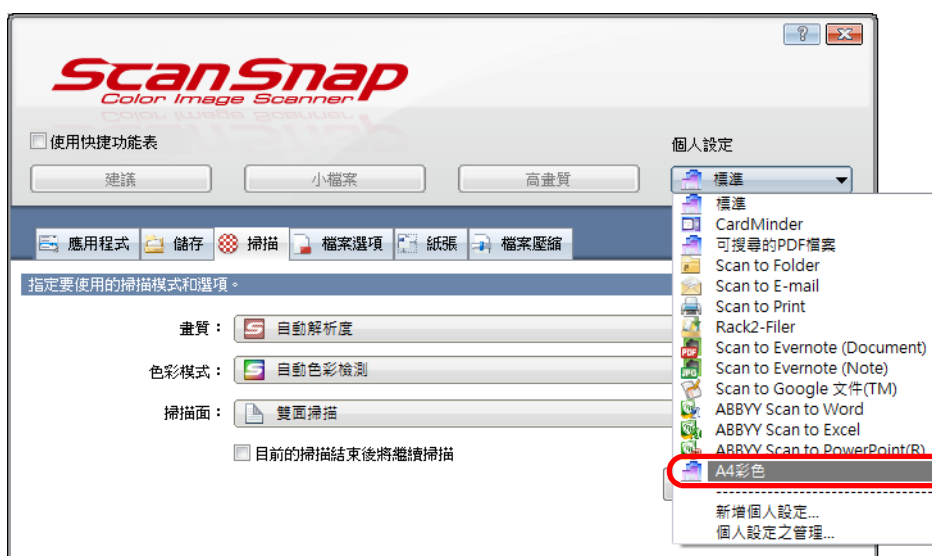 ScanSnap
Color Image Scanner
使用快捷功能表
個人設定
建議
小檔案
高畫質
標準
應用程式
儲存
掃描
檔案選項
紙張
檔案壓縮
指定要使用的掃描模式和選項。
畫質：
自動解析度
色彩模式：
自動色彩檢測
掃描面：
雙面掃描
目前的掃描結束後將繼續掃描
標準
CardMinder
可搜尋的PDF檔案
Scan to Folder
Scan to E-mail
Scan to Print
Rack2-Filer
Scan to Evernote (Document)
Scan to Evernote (Note)
Scan to Google 文件(TM)
ABBYY Scan to Word
ABBYY Scan to Excel
ABBYY Scan to PowerPoint(R)
A4彩色
新增個人設定...
個人設定之管理...